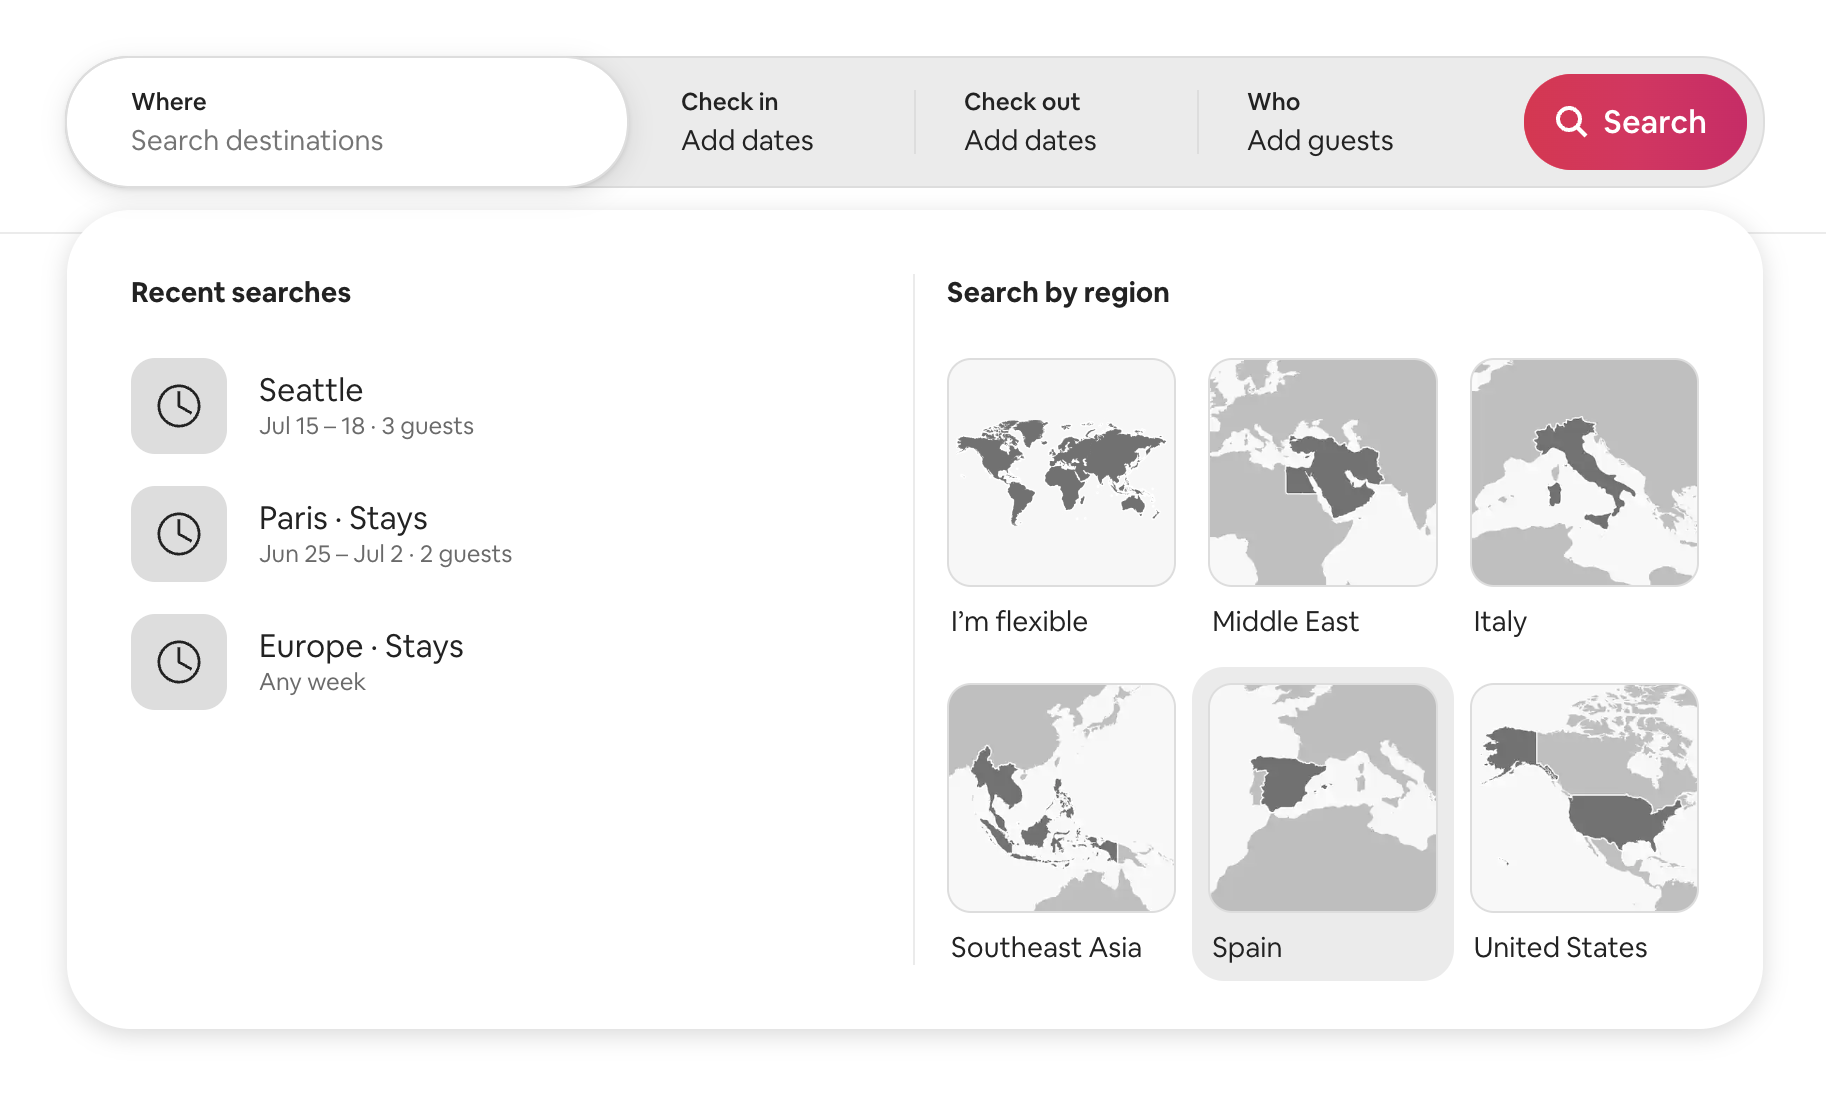 Where
Search destinations
Check in
Add dates
Check out
Add dates
Who
Add guests
Search
Recent searches
Seattle
Jul 15 – 18 · 3 guests
Paris · Stays
Jun 25 – Jul 2 · 2 guests
Europe · Stays
Any week
Search by region
I’m flexible
Middle East
Italy
Southeast Asia
Spain
United States